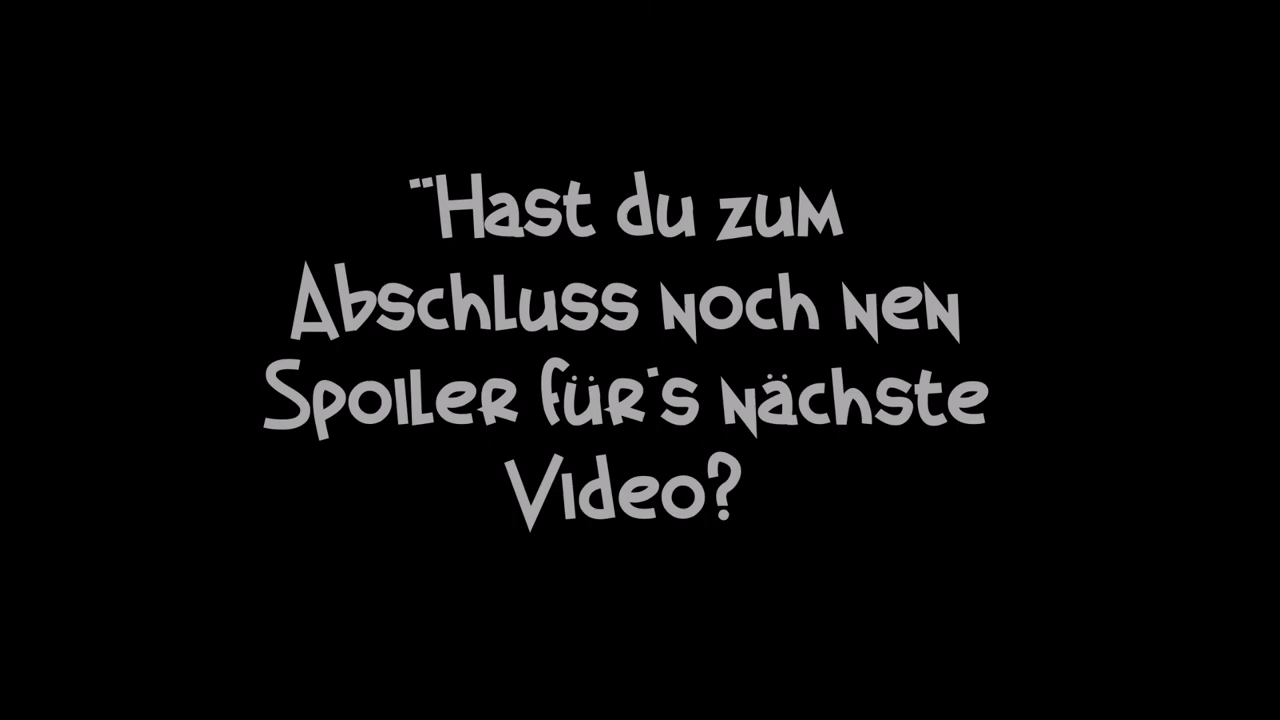 "Hast du zum
Abschluss noch nen
Spoiler für's nächste
Video?